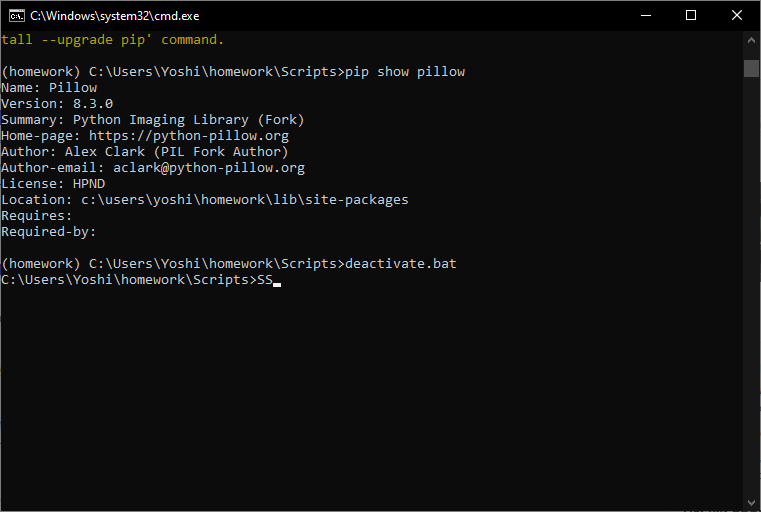 C:\Windows\system32\cmd.exe
tall --upgrade pip' command.
(homework) C:\Users\Yoshi\homework\Scripts>pip show pillow
Name: Pillow
Version: 8.3.0
Summary: Python Imaging Library (Fork)
Home-page: https://python-pillow.org
Author: Alex Clark (PIL Fork Author)
Author-email: aclark@python-pillow.org
License: HPND
Location: c:\users\yoshi\homework\lib\site-packages
Requires:
Required-by:
(homework) C:\Users\Yoshi\homework\Scripts>deactivate.bat
C:\Users\Yoshi\homework\Scripts>SS